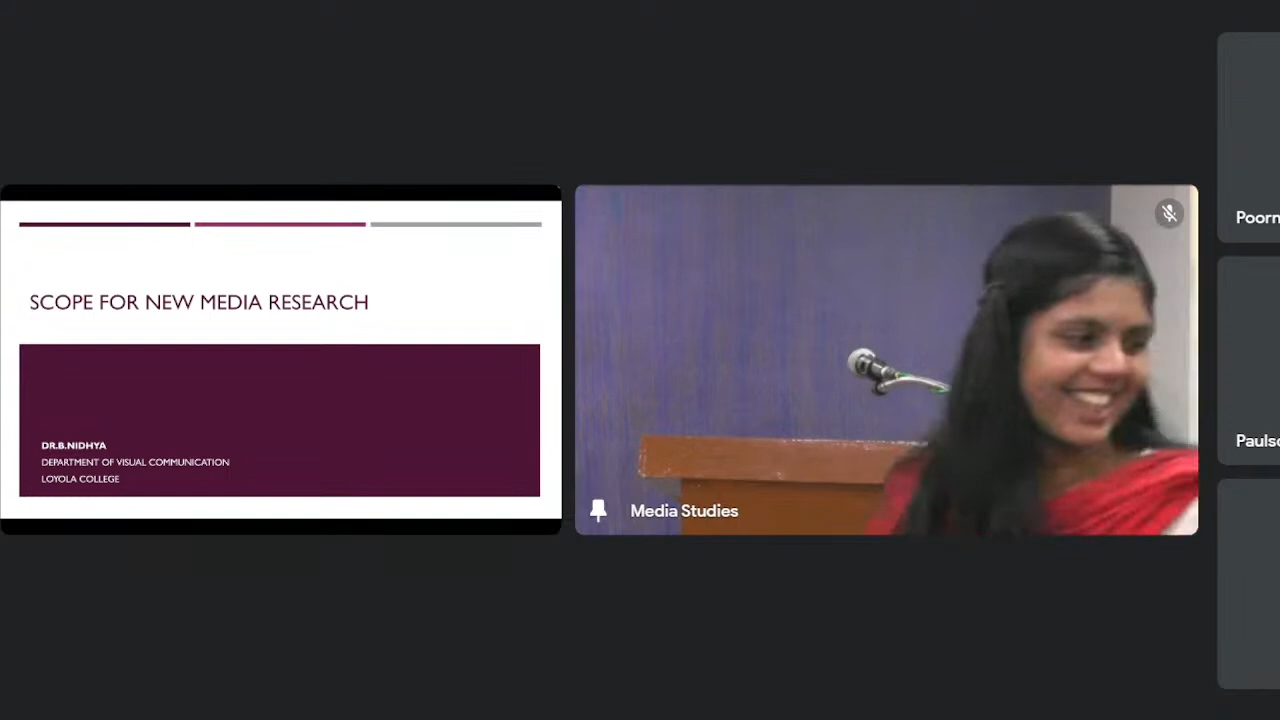 SCOPE FOR NEW MEDIA RESEARCH
DR.B.NIDHYA
DEPARTMENT OF VISUAL COMMUNICATION
LOYOLA COLLEGE
Media Studies